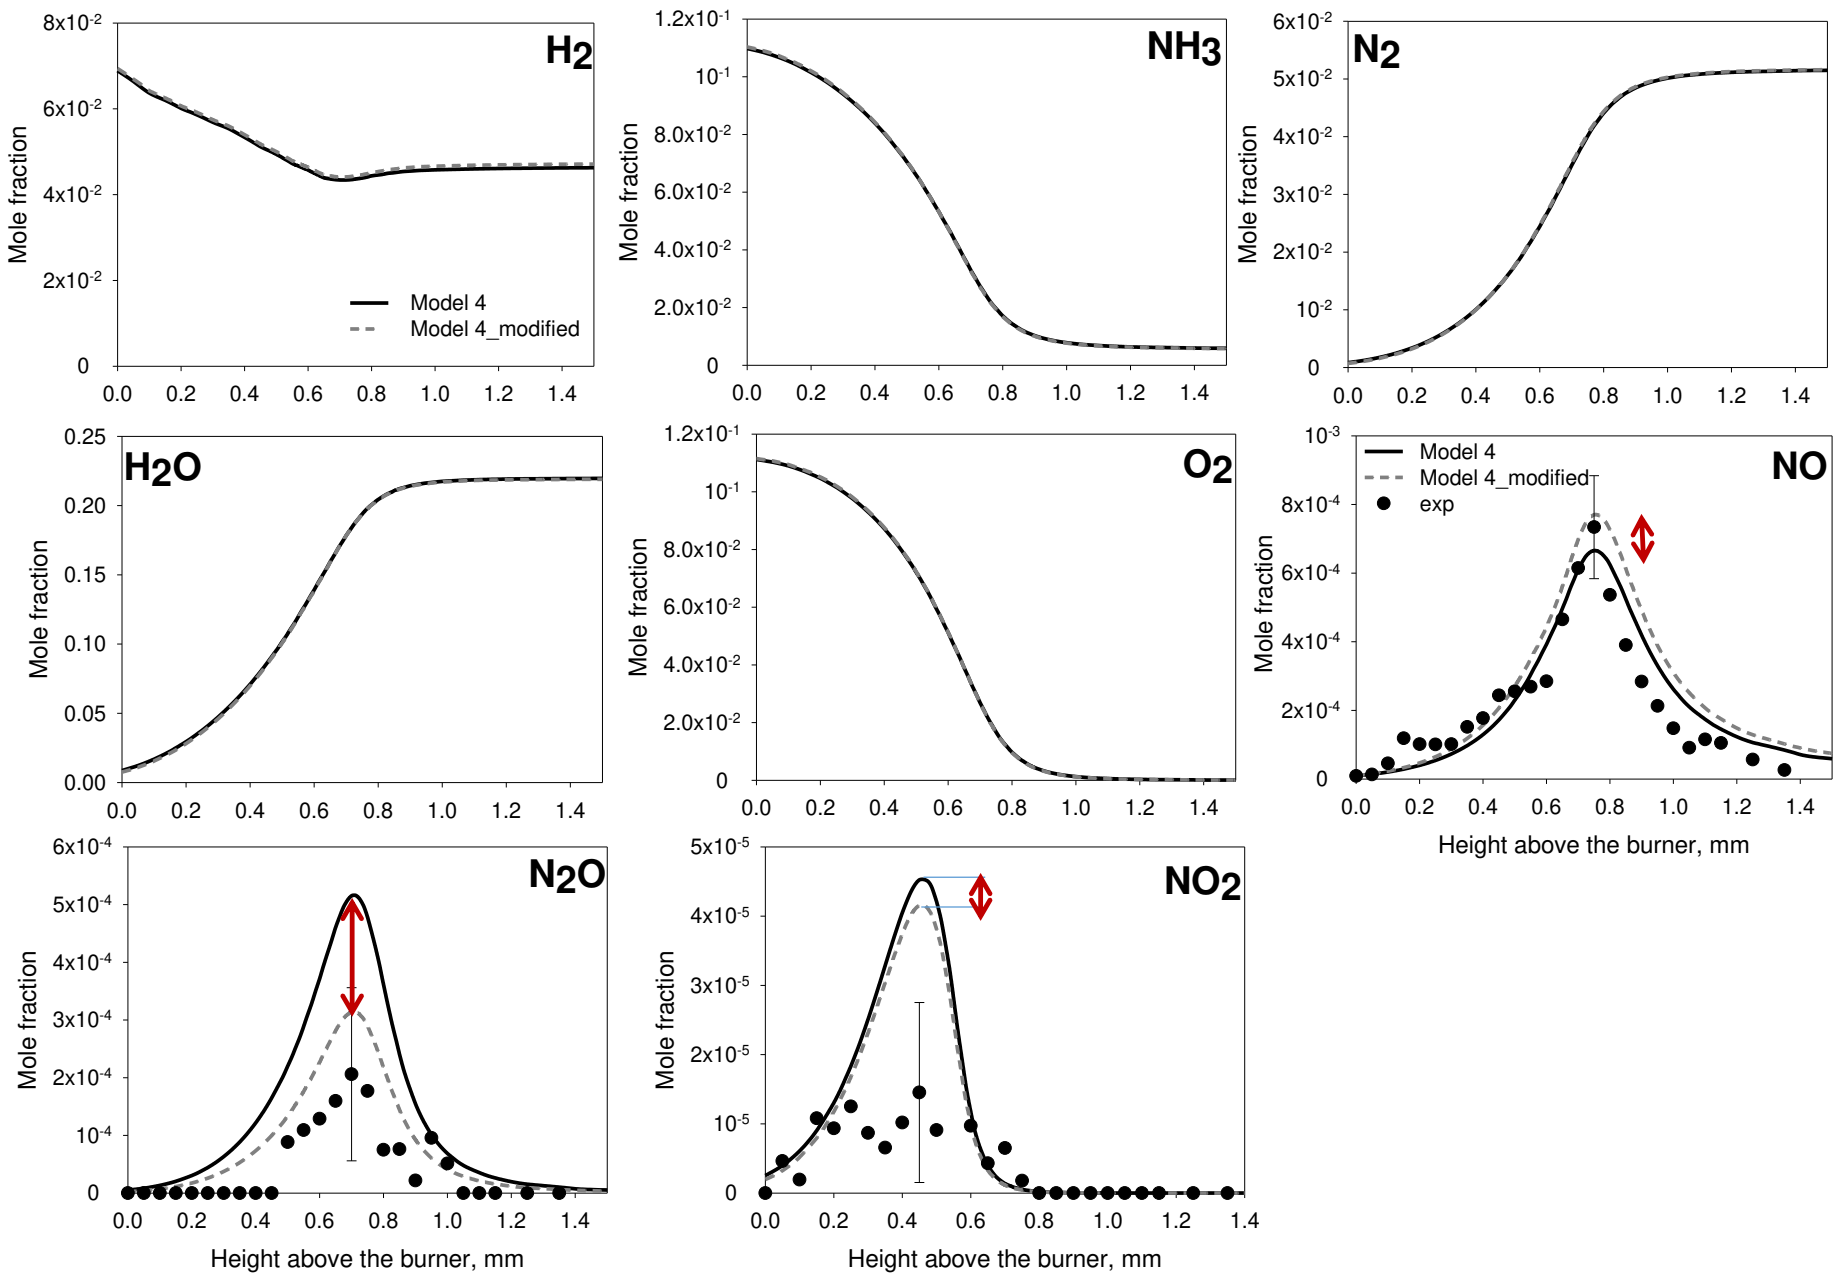 H2
Mole fraction
8x10-2
6x10-2
4x10-2
2x10-2
0
Model 4
Model 4_modified
0.0 0.2 0.4 0.6 0.8 1.0 1.2 1.4
NH3
Mole fraction
1.2x10-1
10-1
8.0x10-2
6.0x10-2
4.0x10-2
2.0x10-2
0
0.0 0.2 0.4 0.6 0.8 1.0 1.2 1.4
N2
Mole fraction
6x10-2
5x10-2
4x10-2
3x10-2
2x10-2
10-2
0
0.0 0.2 0.4 0.6 0.8 1.0 1.2 1.4
H2O
Mole fraction
0.25
0.20
0.15
0.10
0.05
0.00
0.0 0.2 0.4 0.6 0.8 1.0 1.2 1.4
O2
Mole fraction
1.2x10-1
10-1
8.0x10-2
6.0x10-2
4.0x10-2
2.0x10-2
0
0.0 0.2 0.4 0.6 0.8 1.0 1.2 1.4
NO
Mole fraction
10-3
8x10-4
6x10-4
4x10-4
2x10-4
0
Model 4
Model 4_modified
exp
0.0 0.2 0.4 0.6 0.8 1.0 1.2 1.4
Height above the burner, mm
N2O
Mole fraction
6x10-4
5x10-4
4x10-4
3x10-4
2x10-4
10-4
0
0.0 0.2 0.4 0.6 0.8 1.0 1.2 1.4
Height above the burner, mm
NO2
Mole fraction
5x10-5
4x10-5
3x10-5
2x10-5
10-5
0
0.0 0.2 0.4 0.6 0.8 1.0 1.2 1.4
Height above the burner, mm